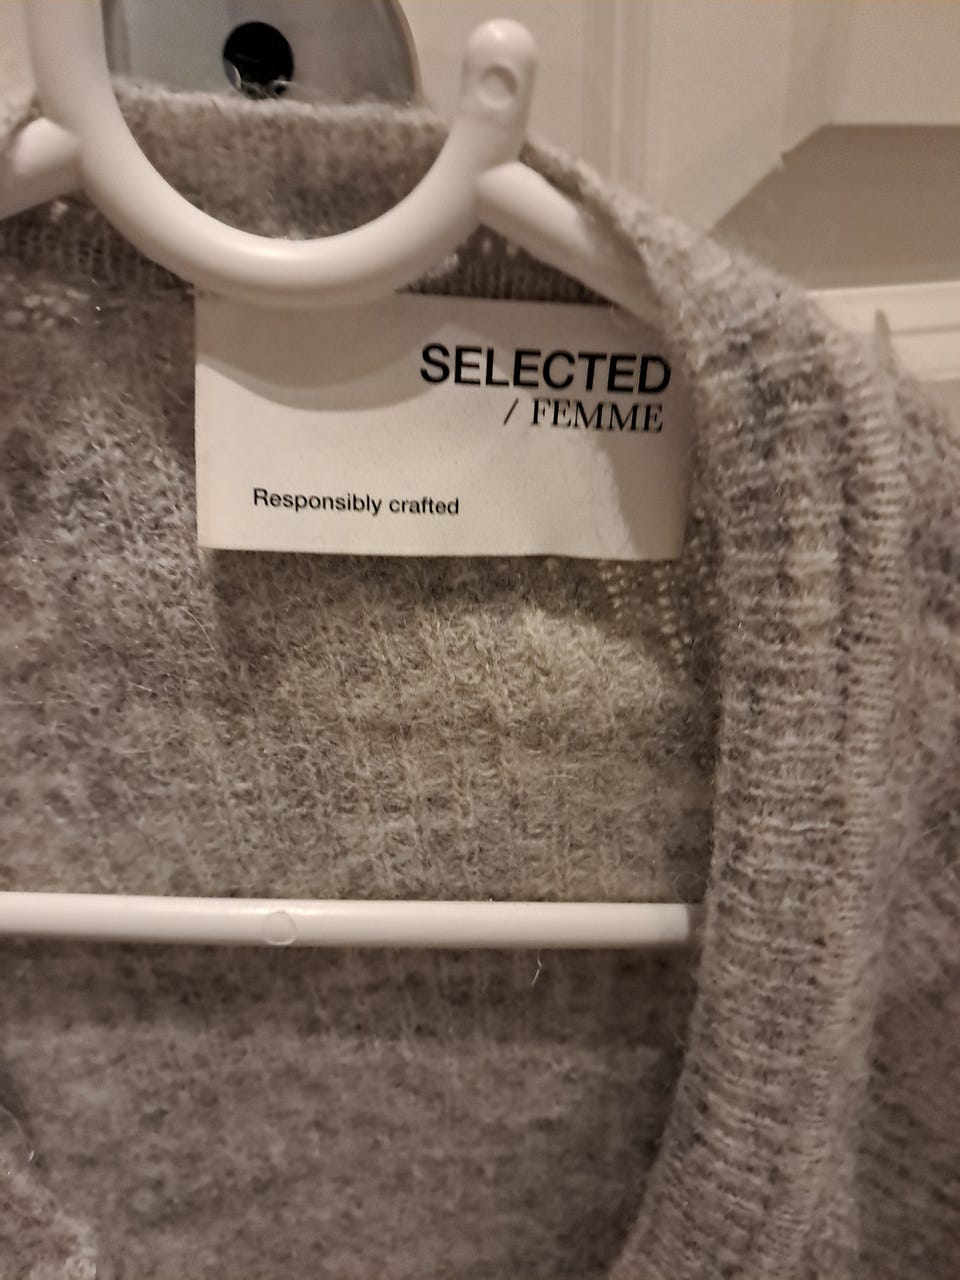 SELECTED
/ FEMME
Responsibly crafted